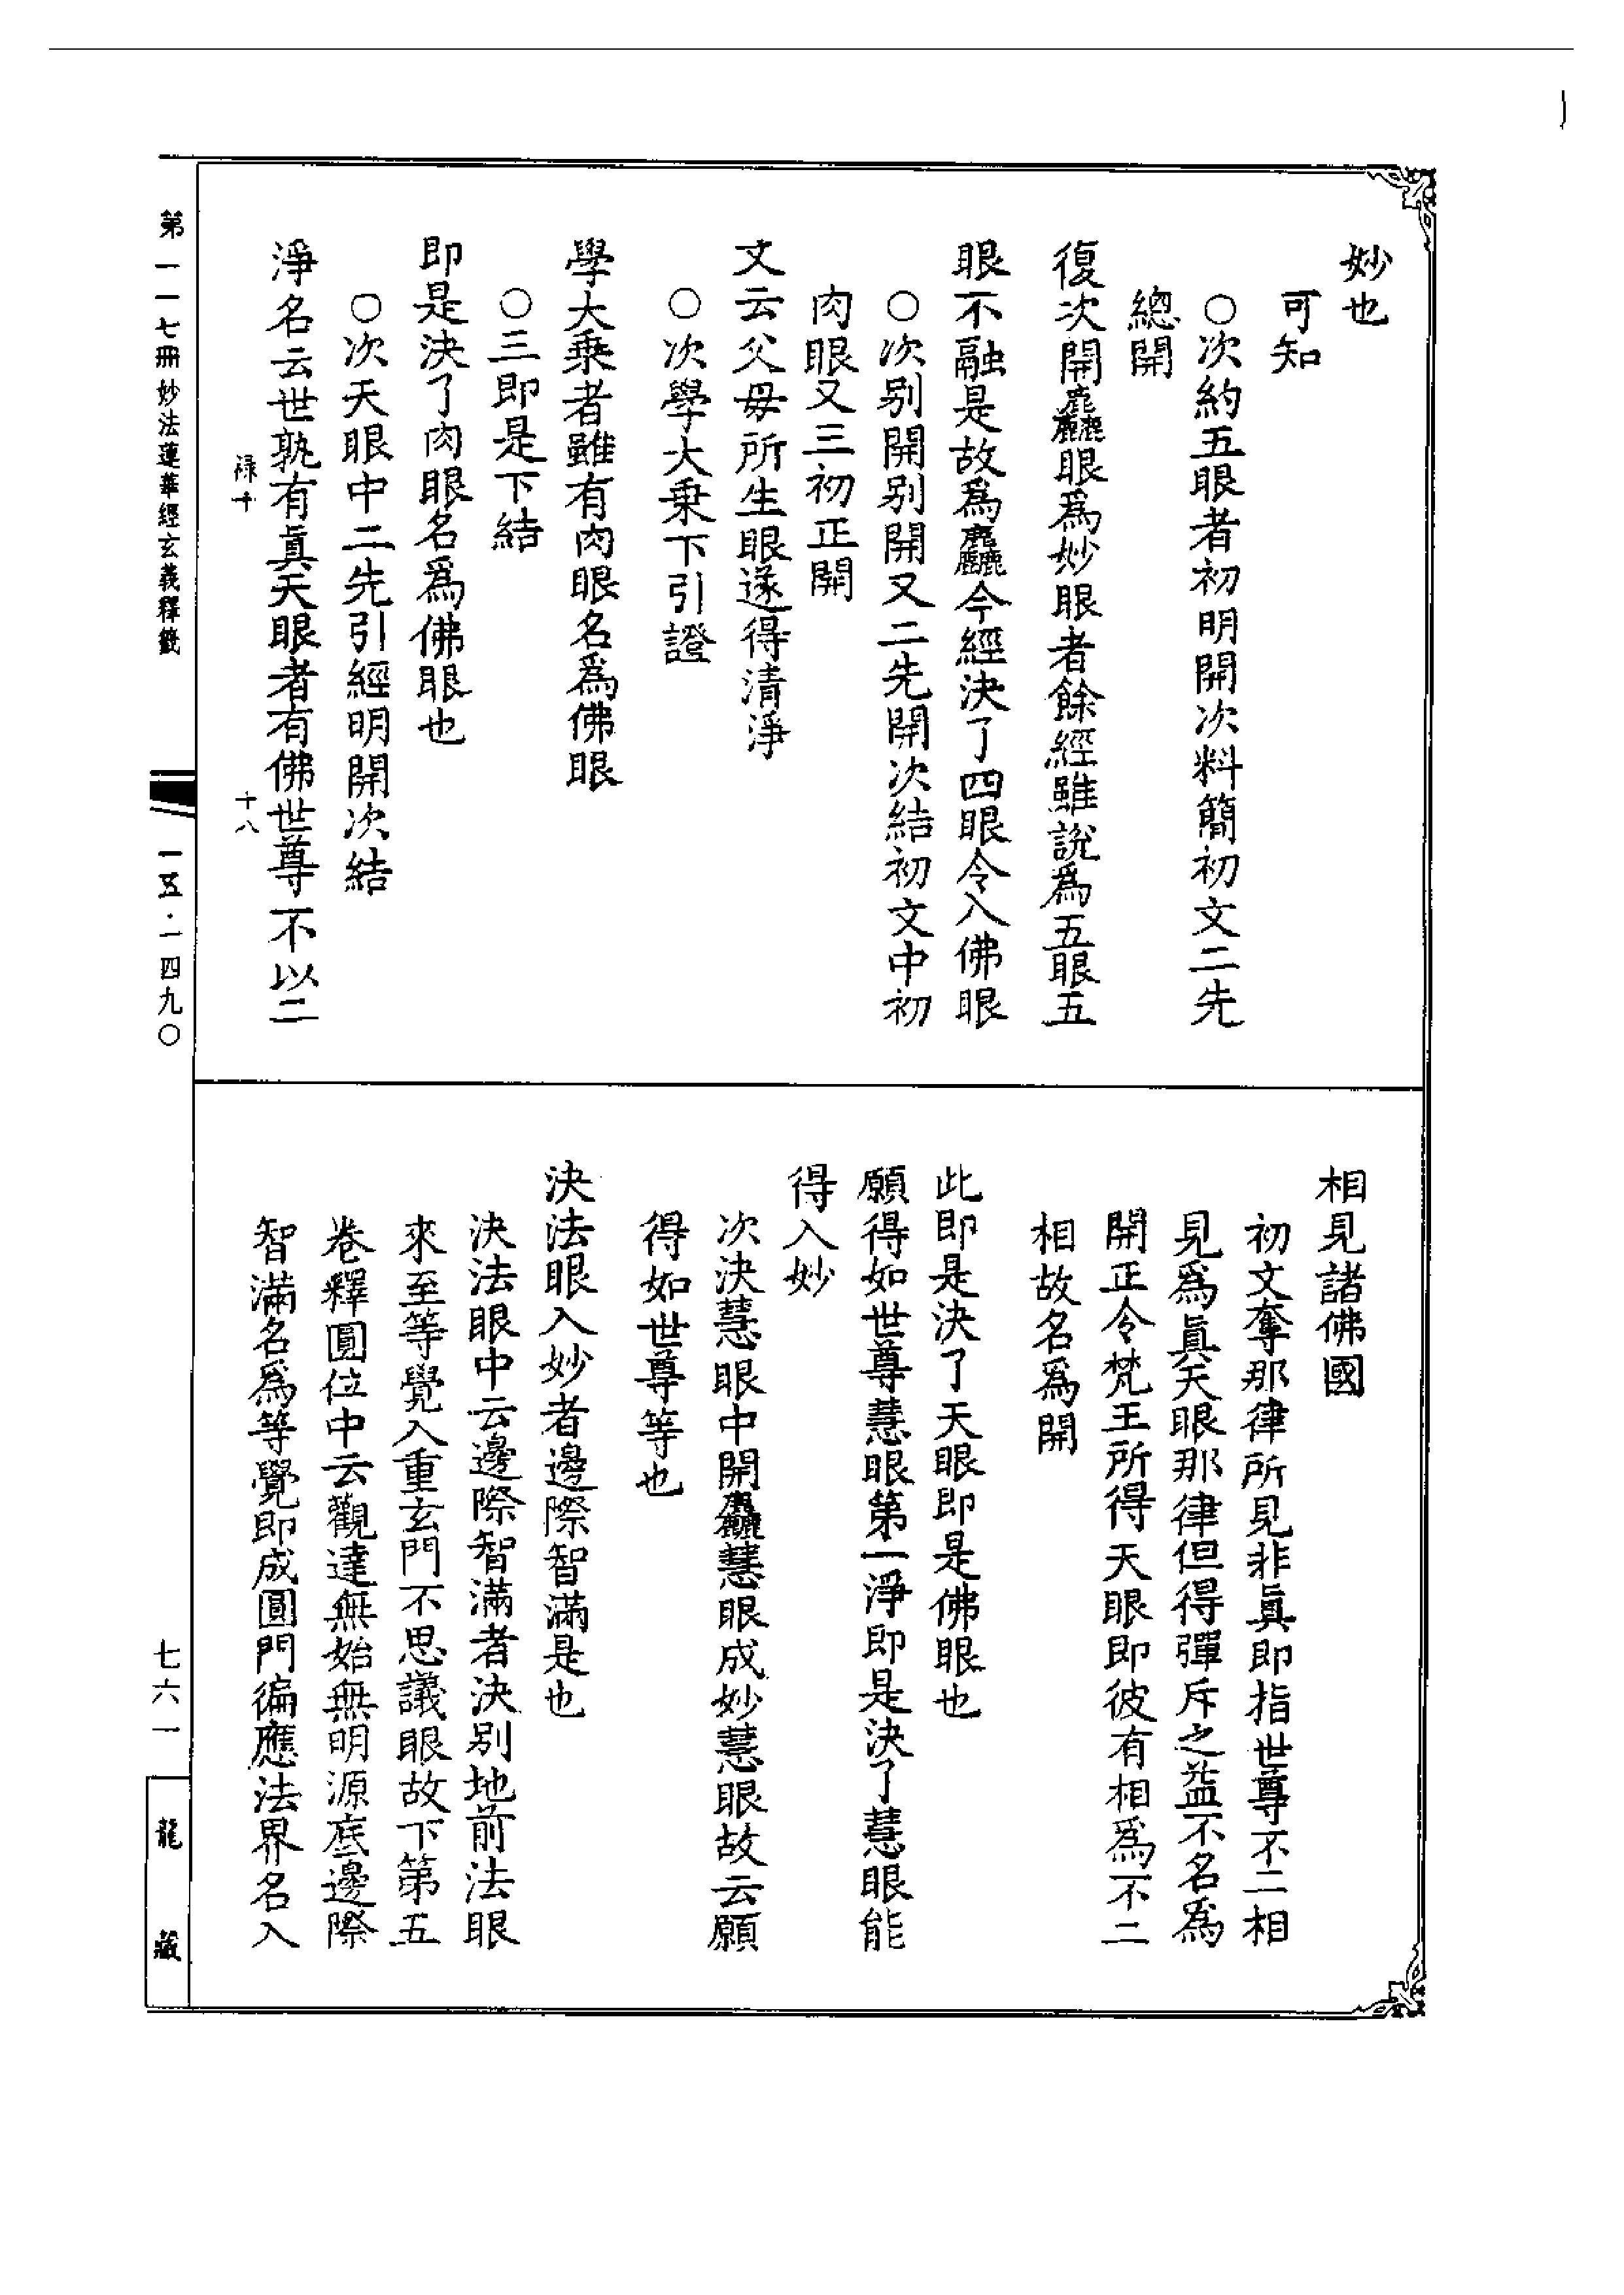 妙也
可知
○次約五眼者初明開次料簡初文二先
總開
復次開麤眼爲妙眼者餘經雖說爲五眼五
眼不融是故爲麤今經決了四眼令入佛眼
○次別開別開又二先開次結初文中初
肉眼又三初正開
文云父母所生眼遂得清淨
○次學大乗下引證
學大乗者雖有肉眼名爲佛眼
○三即是下結
即是決了肉眼名爲佛眼也
○次天眼中二先引經明開次結
淨名云世孰有眞天眼者有佛世尊不以二
祿十 十八
第一一七冊 妙法蓮華經玄義釋籤 一五·一四九〇
相見諸佛國
初文奪那律所見非眞即指世尊不二相
見爲眞天眼那律但得彈斥之益不名爲
開正令梵王所得天眼即彼有相爲不二
相故名爲開
此即是決了天眼即是佛眼也
願得如世尊慧眼第一淨即是決了慧眼能
得入妙
次決慧眼中開麤慧眼成妙慧眼故云願
得如世尊等也
決法眼入妙者邊際智滿是也
決法眼中云邊際智滿者決別地前法眼
來至等覺入重玄門不思議眼故下第五
卷釋圓位中云觀達無始無明源底邊際
智滿名爲等覺即成圓門徧應法界名入
七六一
龍藏